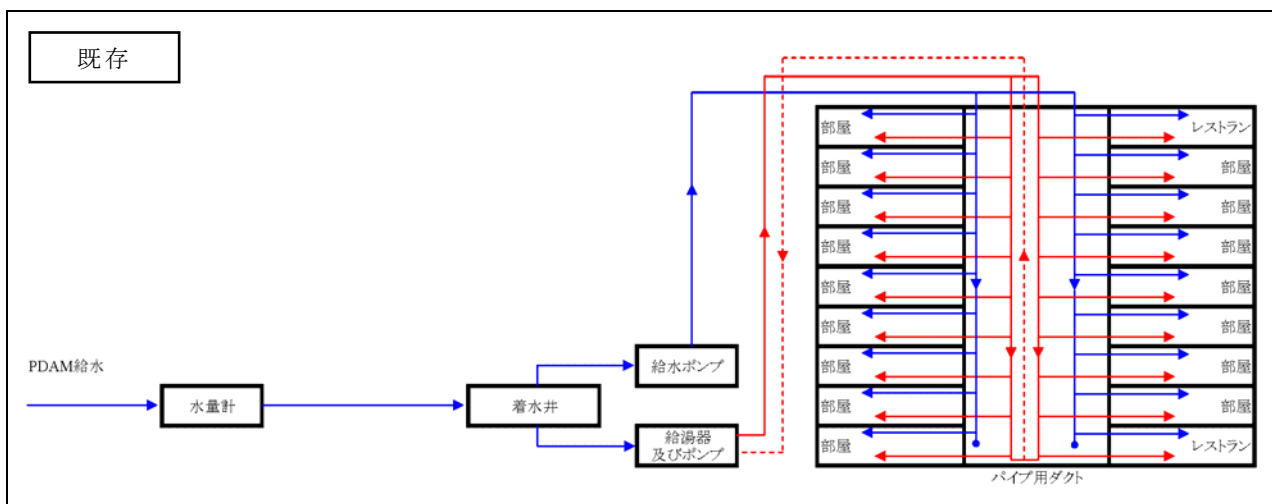 既存
部屋
レストラン
部屋
部屋
部屋
部屋
部屋
部屋
部屋
部屋
部屋
部屋
PDAM給水
給水ポンプ
部屋
部屋
水量計
着水井
部屋
部屋
給湯器
及びポンプ
部屋
レストラン
パイプ用ダクト